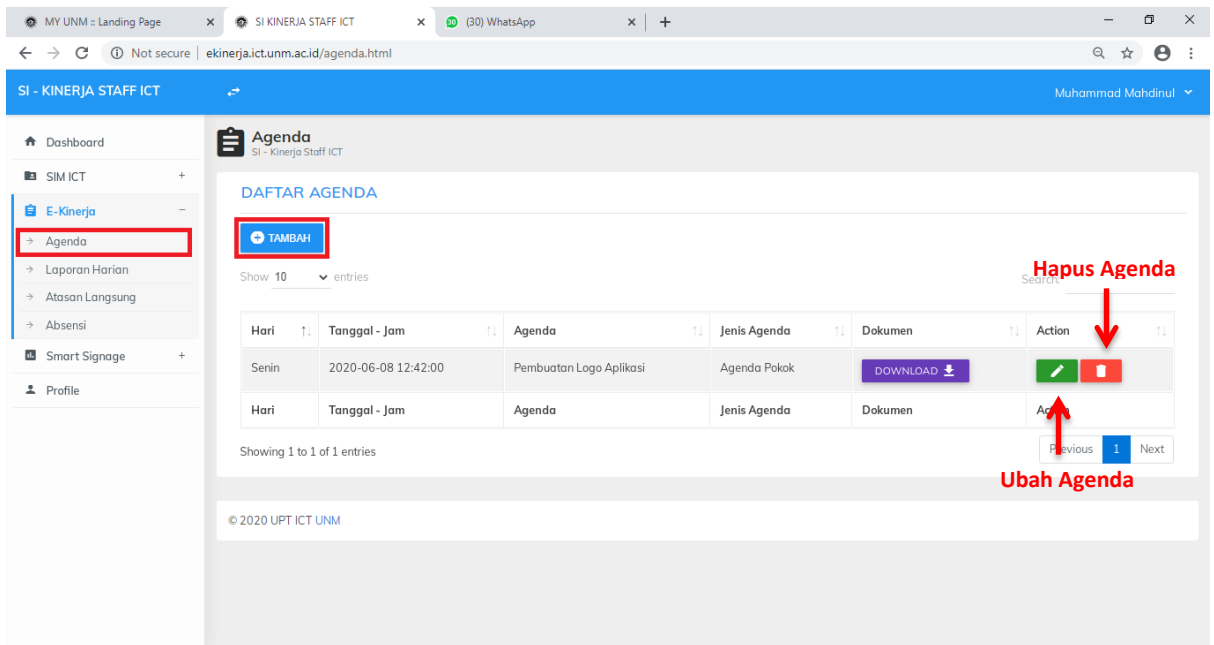 MY UNM :: Landing Page
SI KINERJA STAFF ICT
30 (30) WhatsApp
Not secure | ekinerja.ict.unm.ac.id/agenda.html
SI - KINERJA STAFF ICT
Muhammad Mahdinul
Dashboard
SIM ICT +
E-Kinerja −
Agenda
Laporan Harian
Atasan Langsung
Absensi
Smart Signage +
Profile
Agenda
SI - Kinerja Staff ICT
DAFTAR AGENDA
TAMBAH
Show 10 entries
Search:
Hapus Agenda
Hari Tanggal - Jam Agenda Jenis Agenda Dokumen Action
Senin 2020-06-08 12:42:00 Pembuatan Logo Aplikasi Agenda Pokok DOWNLOAD
Hari Tanggal - Jam Agenda Jenis Agenda Dokumen Action
Showing 1 to 1 of 1 entries
Previous 1 Next
Ubah Agenda
© 2020 UPT ICT UNM